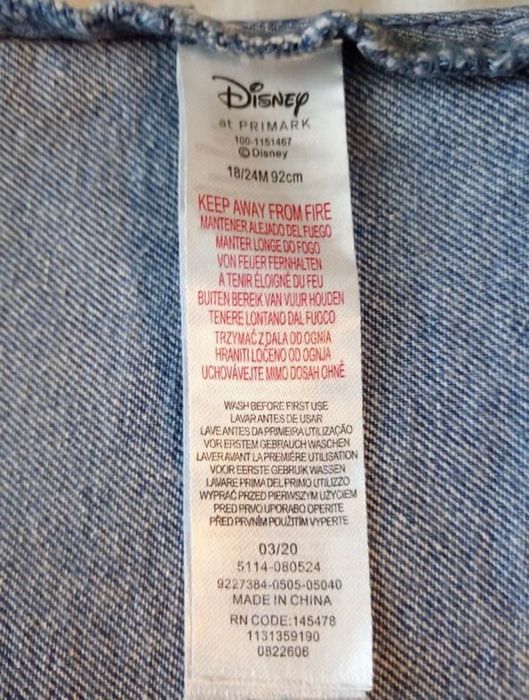 Disney
at PRIMARK
100-1151467
©Disney
18/24M 92cm
KEEP AWAY FROM FIRE
MANTENER ALEJADO DEL FUEGO
MANTER LONGE DO FOGO
VON FEUER FERNHALTEN
A TENIR ÉLOIGNÉ DU FEU
BUITEN BEREIK VAN VUUR HOUDEN
TENERE LONTANO DAL FUOCO
TRZYMAĆ Z DALA OD OGNIA
HRANITI LOČENO OD OGNJA
UCHOVÁVEJTE MIMO DOSAH OHNĚ
WASH BEFORE FIRST USE
LAVAR ANTES DE USAR
LAVE ANTES DA PRIMEIRA UTILIZAÇÃO
VOR ERSTEM GEBRAUCH WASCHEN
LAVER AVANT LA PREMIÈRE UTILISATION
VOOR EERSTE GEBRUIK WASSEN
LAVARE PRIMA DEL PRIMO UTILIZZO
WYPRAĆ PRZED PIERWSZYM UŻYCIEM
PRED PRVO UPORABO OPERITE
PŘED PRVNÍM POUŽITÍM VYPERTE
03/20
5114-080524
9227384-0505-05040
MADE IN CHINA
RN CODE:145478
1131359190
0822606